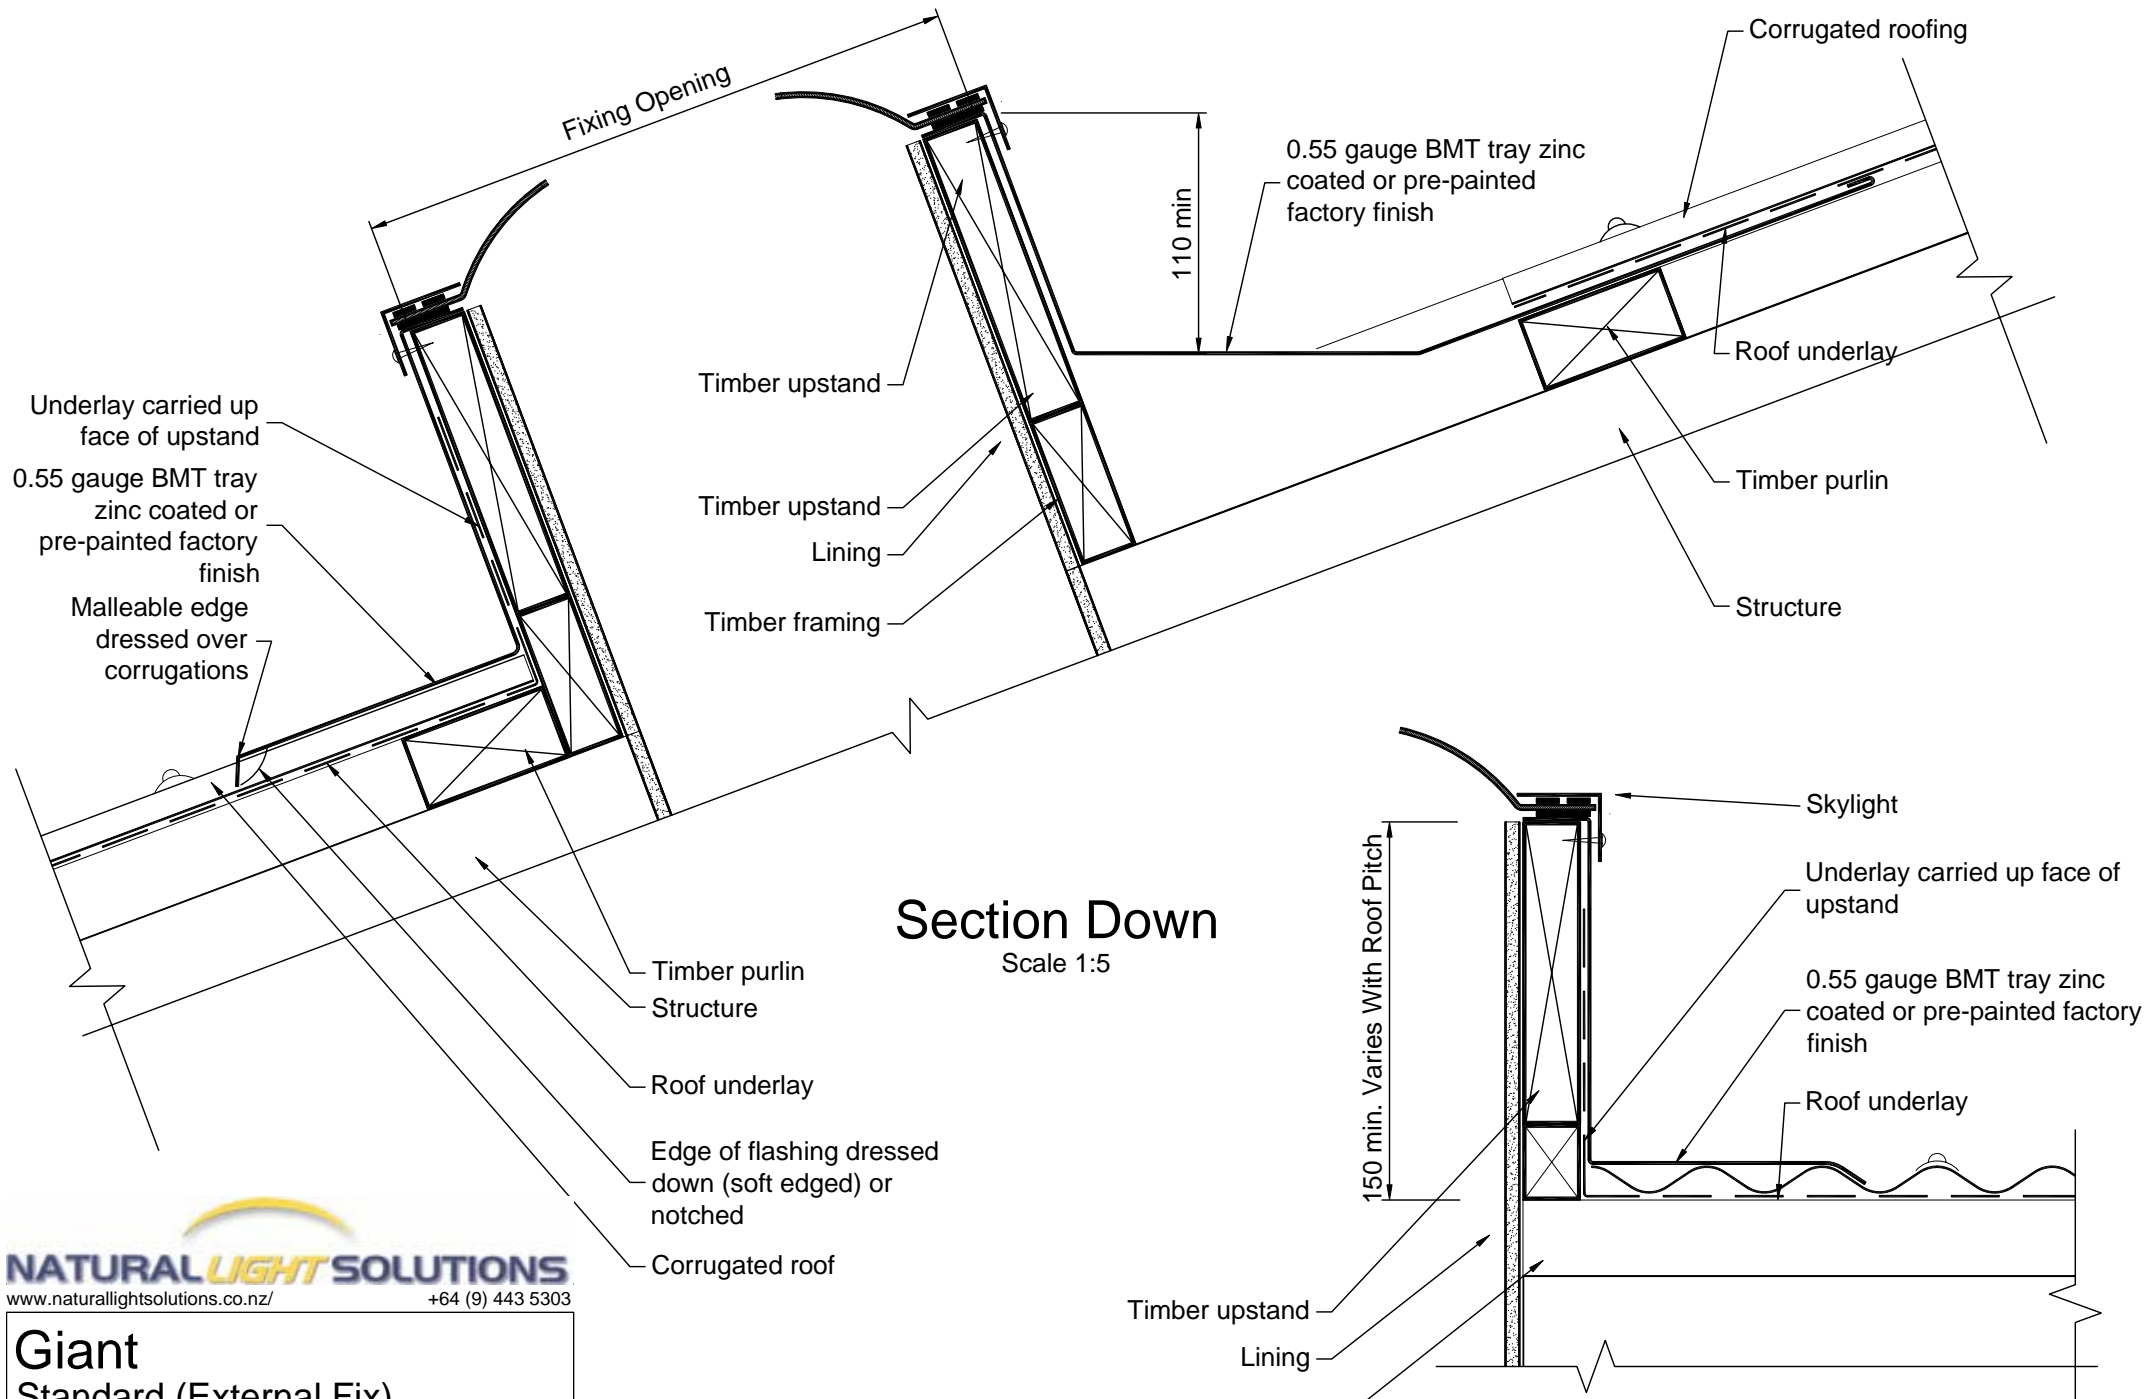 Fixing Opening
Corrugated roofing
0.55 gauge BMT tray zinc
coated or pre-painted
factory finish
110 min
Roof underlay
Timber upstand
Underlay carried up
face of upstand
0.55 gauge BMT tray
zinc coated or
pre-painted factory
finish
Timber purlin
Timber upstand
Lining
Malleable edge
dressed over
corrugations
Timber framing
Structure
Section Down
Scale 1:5
Timber purlin
Structure
Roof underlay
Edge of flashing dressed
down (soft edged) or
notched
Corrugated roof
Skylight
150 min. Varies With Roof Pitch
Underlay carried up face of
upstand
0.55 gauge BMT tray zinc
coated or pre-painted factory
finish
Roof underlay
Timber upstand
Lining
NATURAL LIGHT SOLUTIONS
www.naturallightsolutions.co.nz/ +64 (9) 443 5303
Giant
Standard (External Fix)